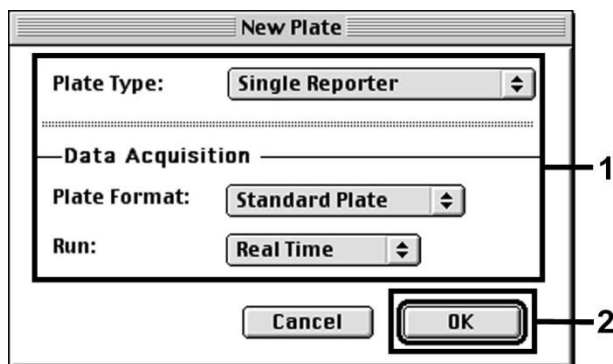 New Plate
Plate Type: Single Reporter
Data Acquisition
1
Plate Format: Standard Plate
Run: Real Time
Cancel OK
2